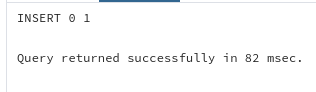 INSERT 0 1
Query returned successfully in 82 msec.